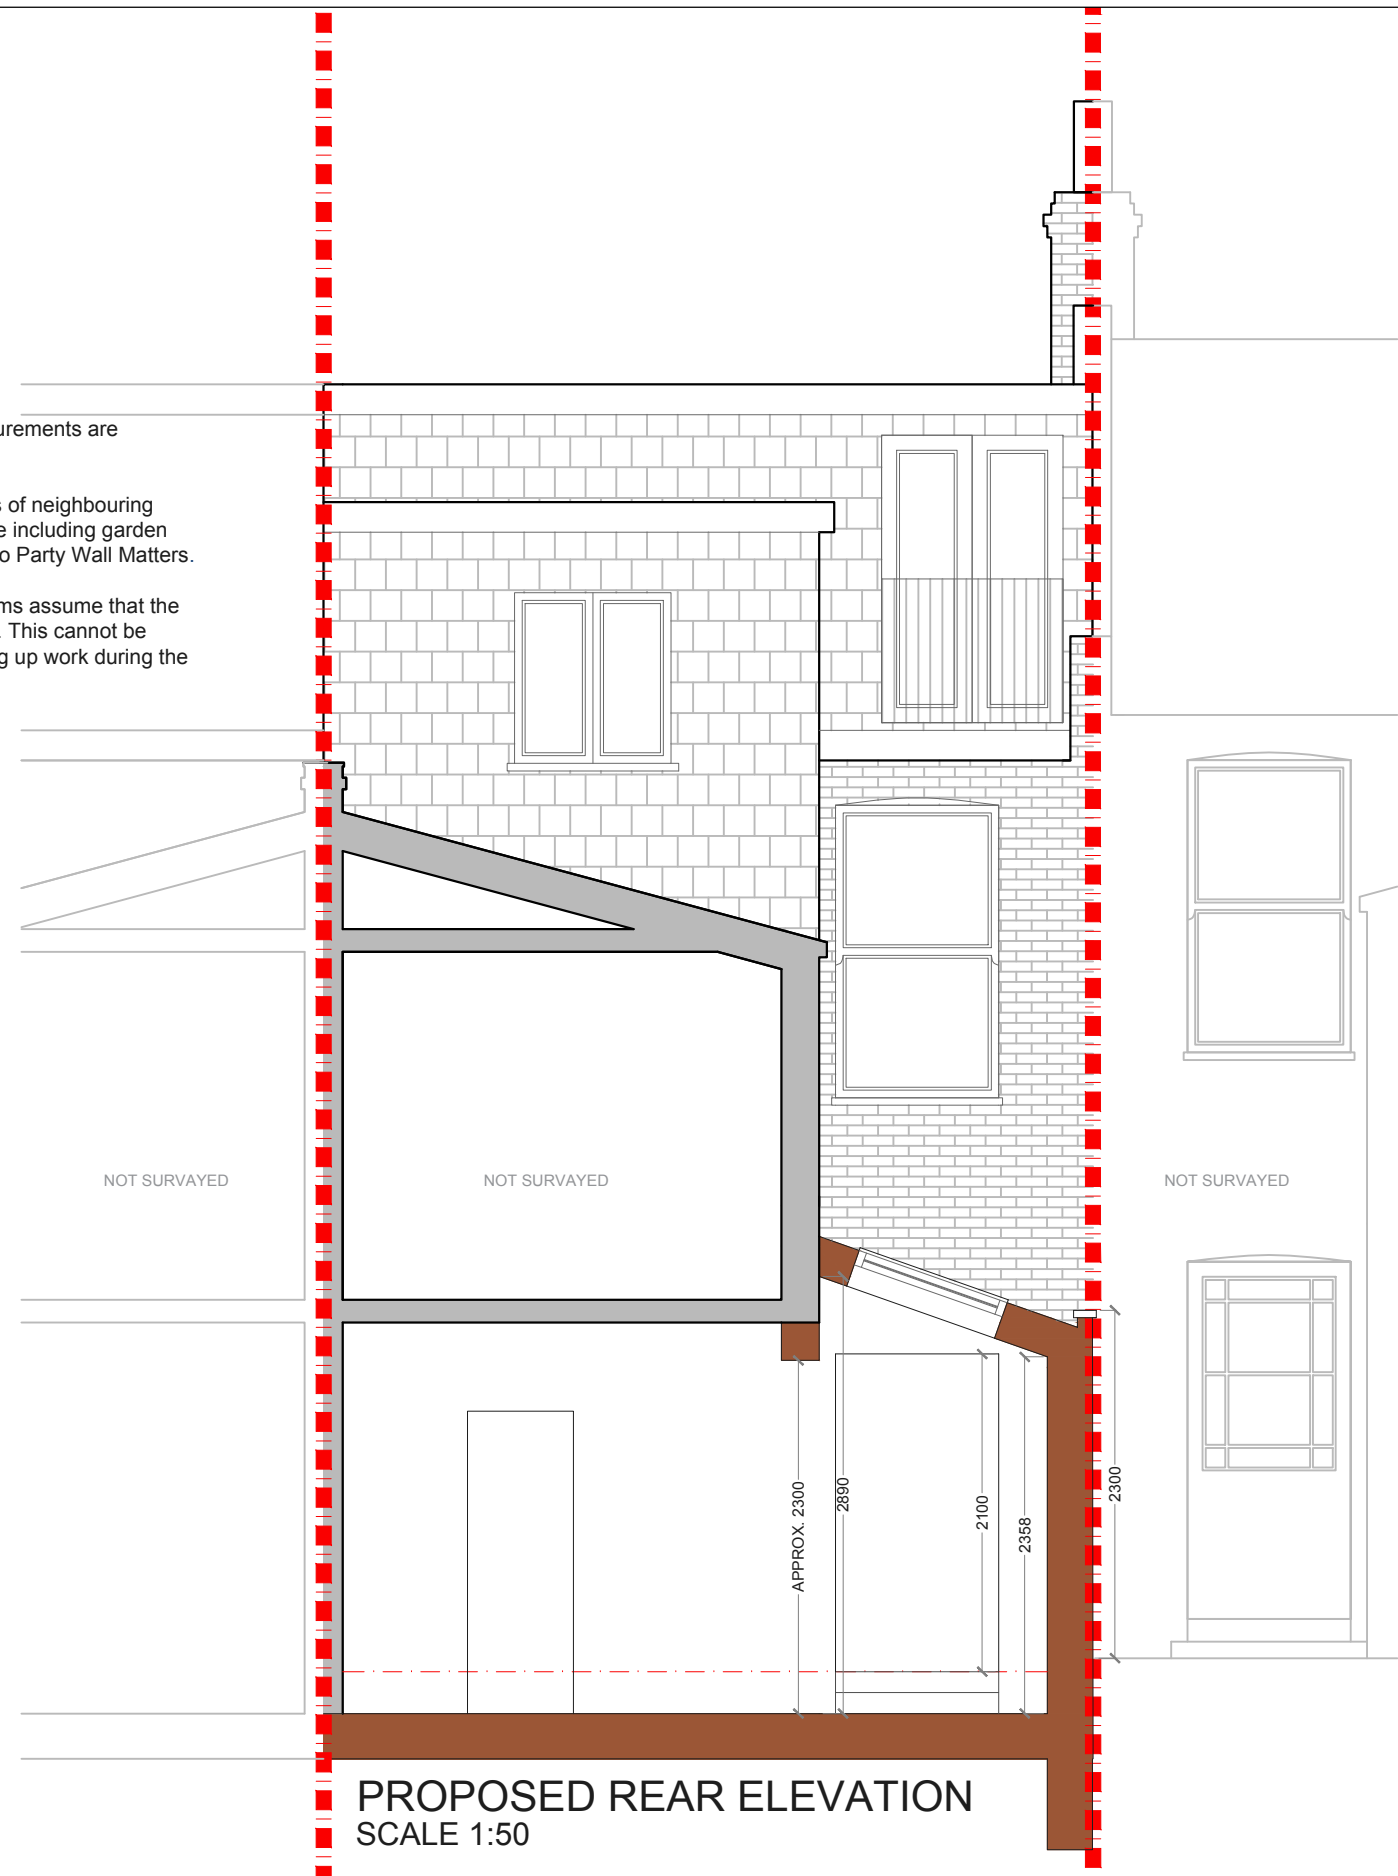 urements are
s of neighbouring
e including garden
o Party Wall Matters.
ms assume that the
. This cannot be
g up work during the
NOT SURVAYED
NOT SURVAYED
NOT SURVAYED
APPROX. 2300
2890
2100
2358
2300
PROPOSED REAR ELEVATION
SCALE 1:50